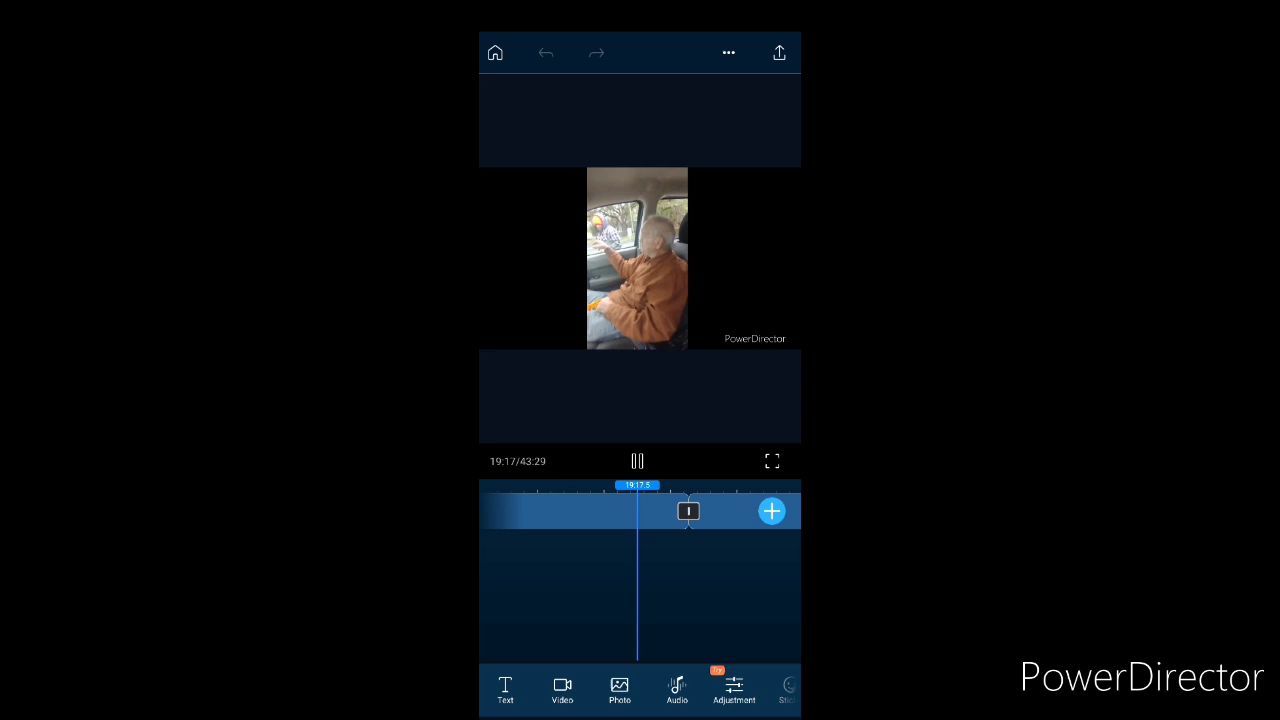 PowerDirector
19:17/43:29
19:17.5
Try
Text
Video
Photo
Audio
Adjustment
PowerDirector